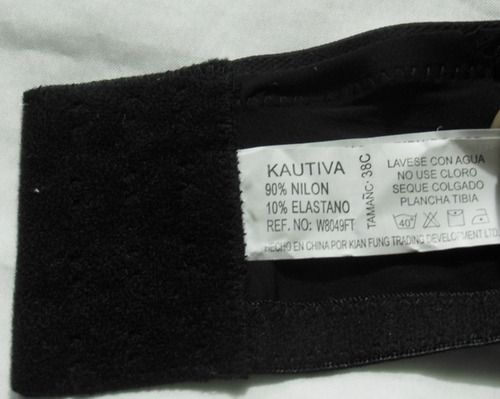 KAUTIVA
90% NILON
10% ELASTANO
REF. NO: W8049FT
TAMAÑO: 38C
LAVESE CON AGUA
NO USE CLORO
SEQUE COLGADO
PLANCHA TIBIA
40°
HECHO EN CHINA POR KIAN FUNG TRADING DEVELOPMENT LTD.